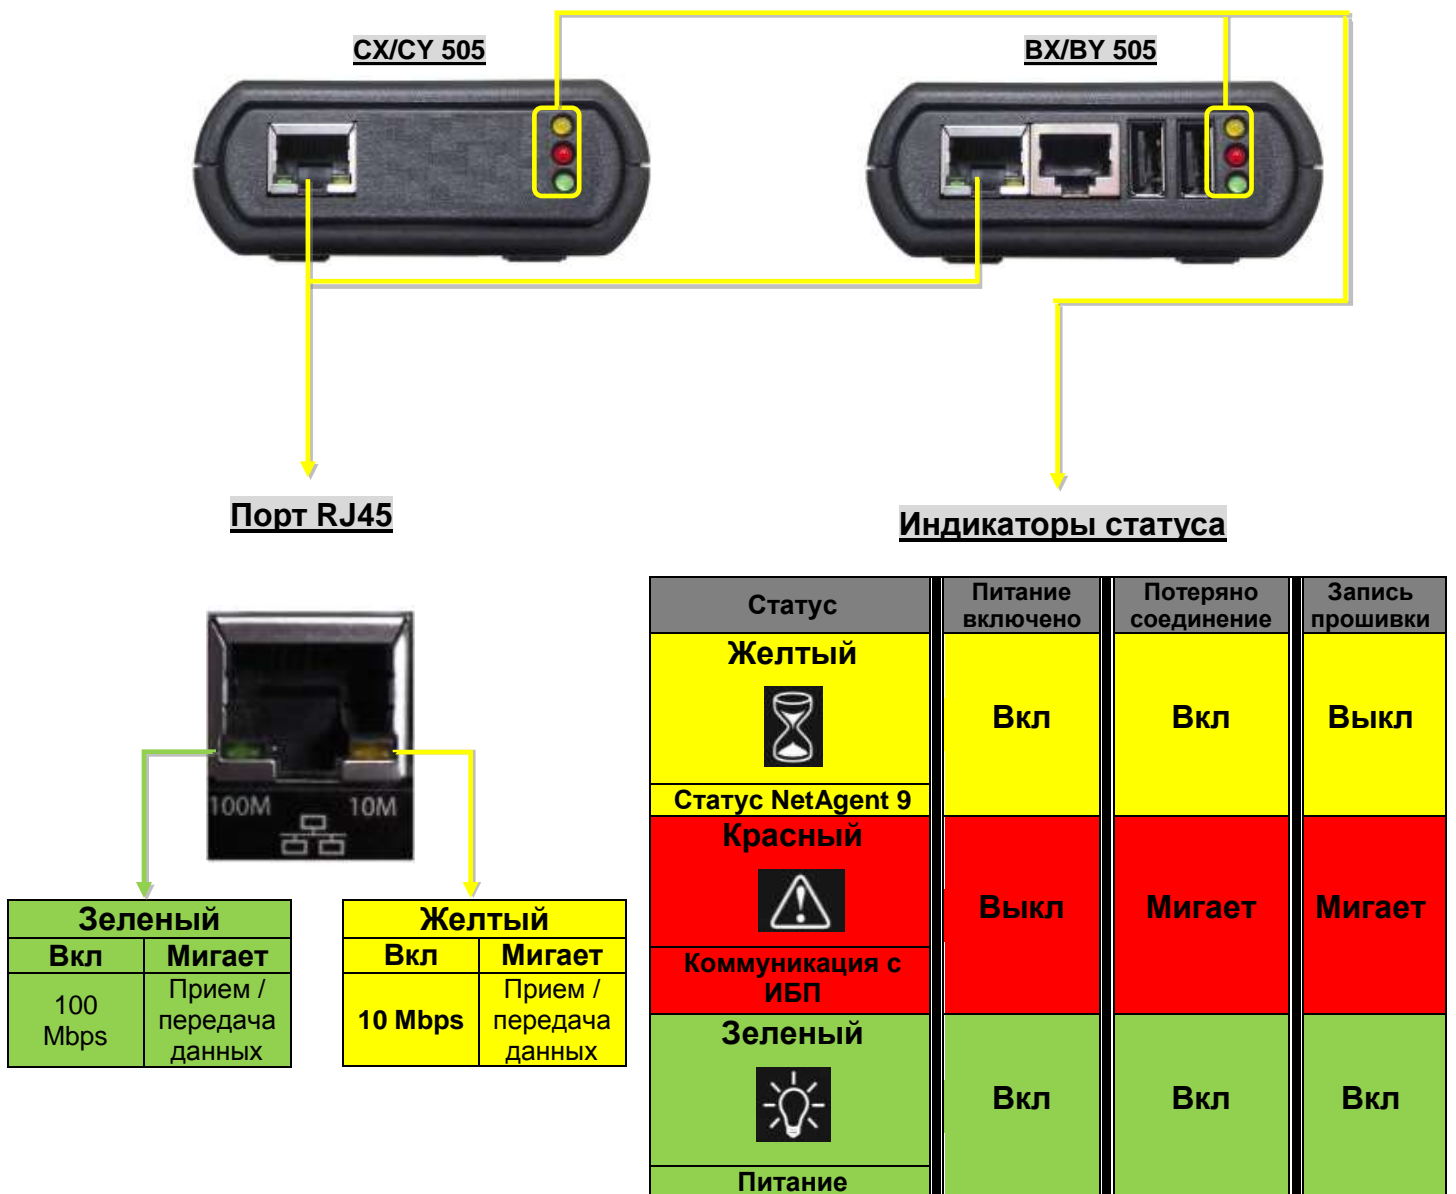 CX/CY 505
BX/BY 505
Порт RJ45
Индикаторы статуса
100M 10M
Зеленый
Вкл Мигает
100 Mbps
Прием / передача данных
Желтый
Вкл Мигает
10 Mbps
Прием / передача данных
Статус
Питание включено
Потеряно соединение
Запись прошивки
Желтый
Статус NetAgent 9
Вкл
Вкл
Выкл
Красный
Коммуникация с ИБП
Выкл
Мигает
Мигает
Зеленый
Питание
Вкл
Вкл
Вкл